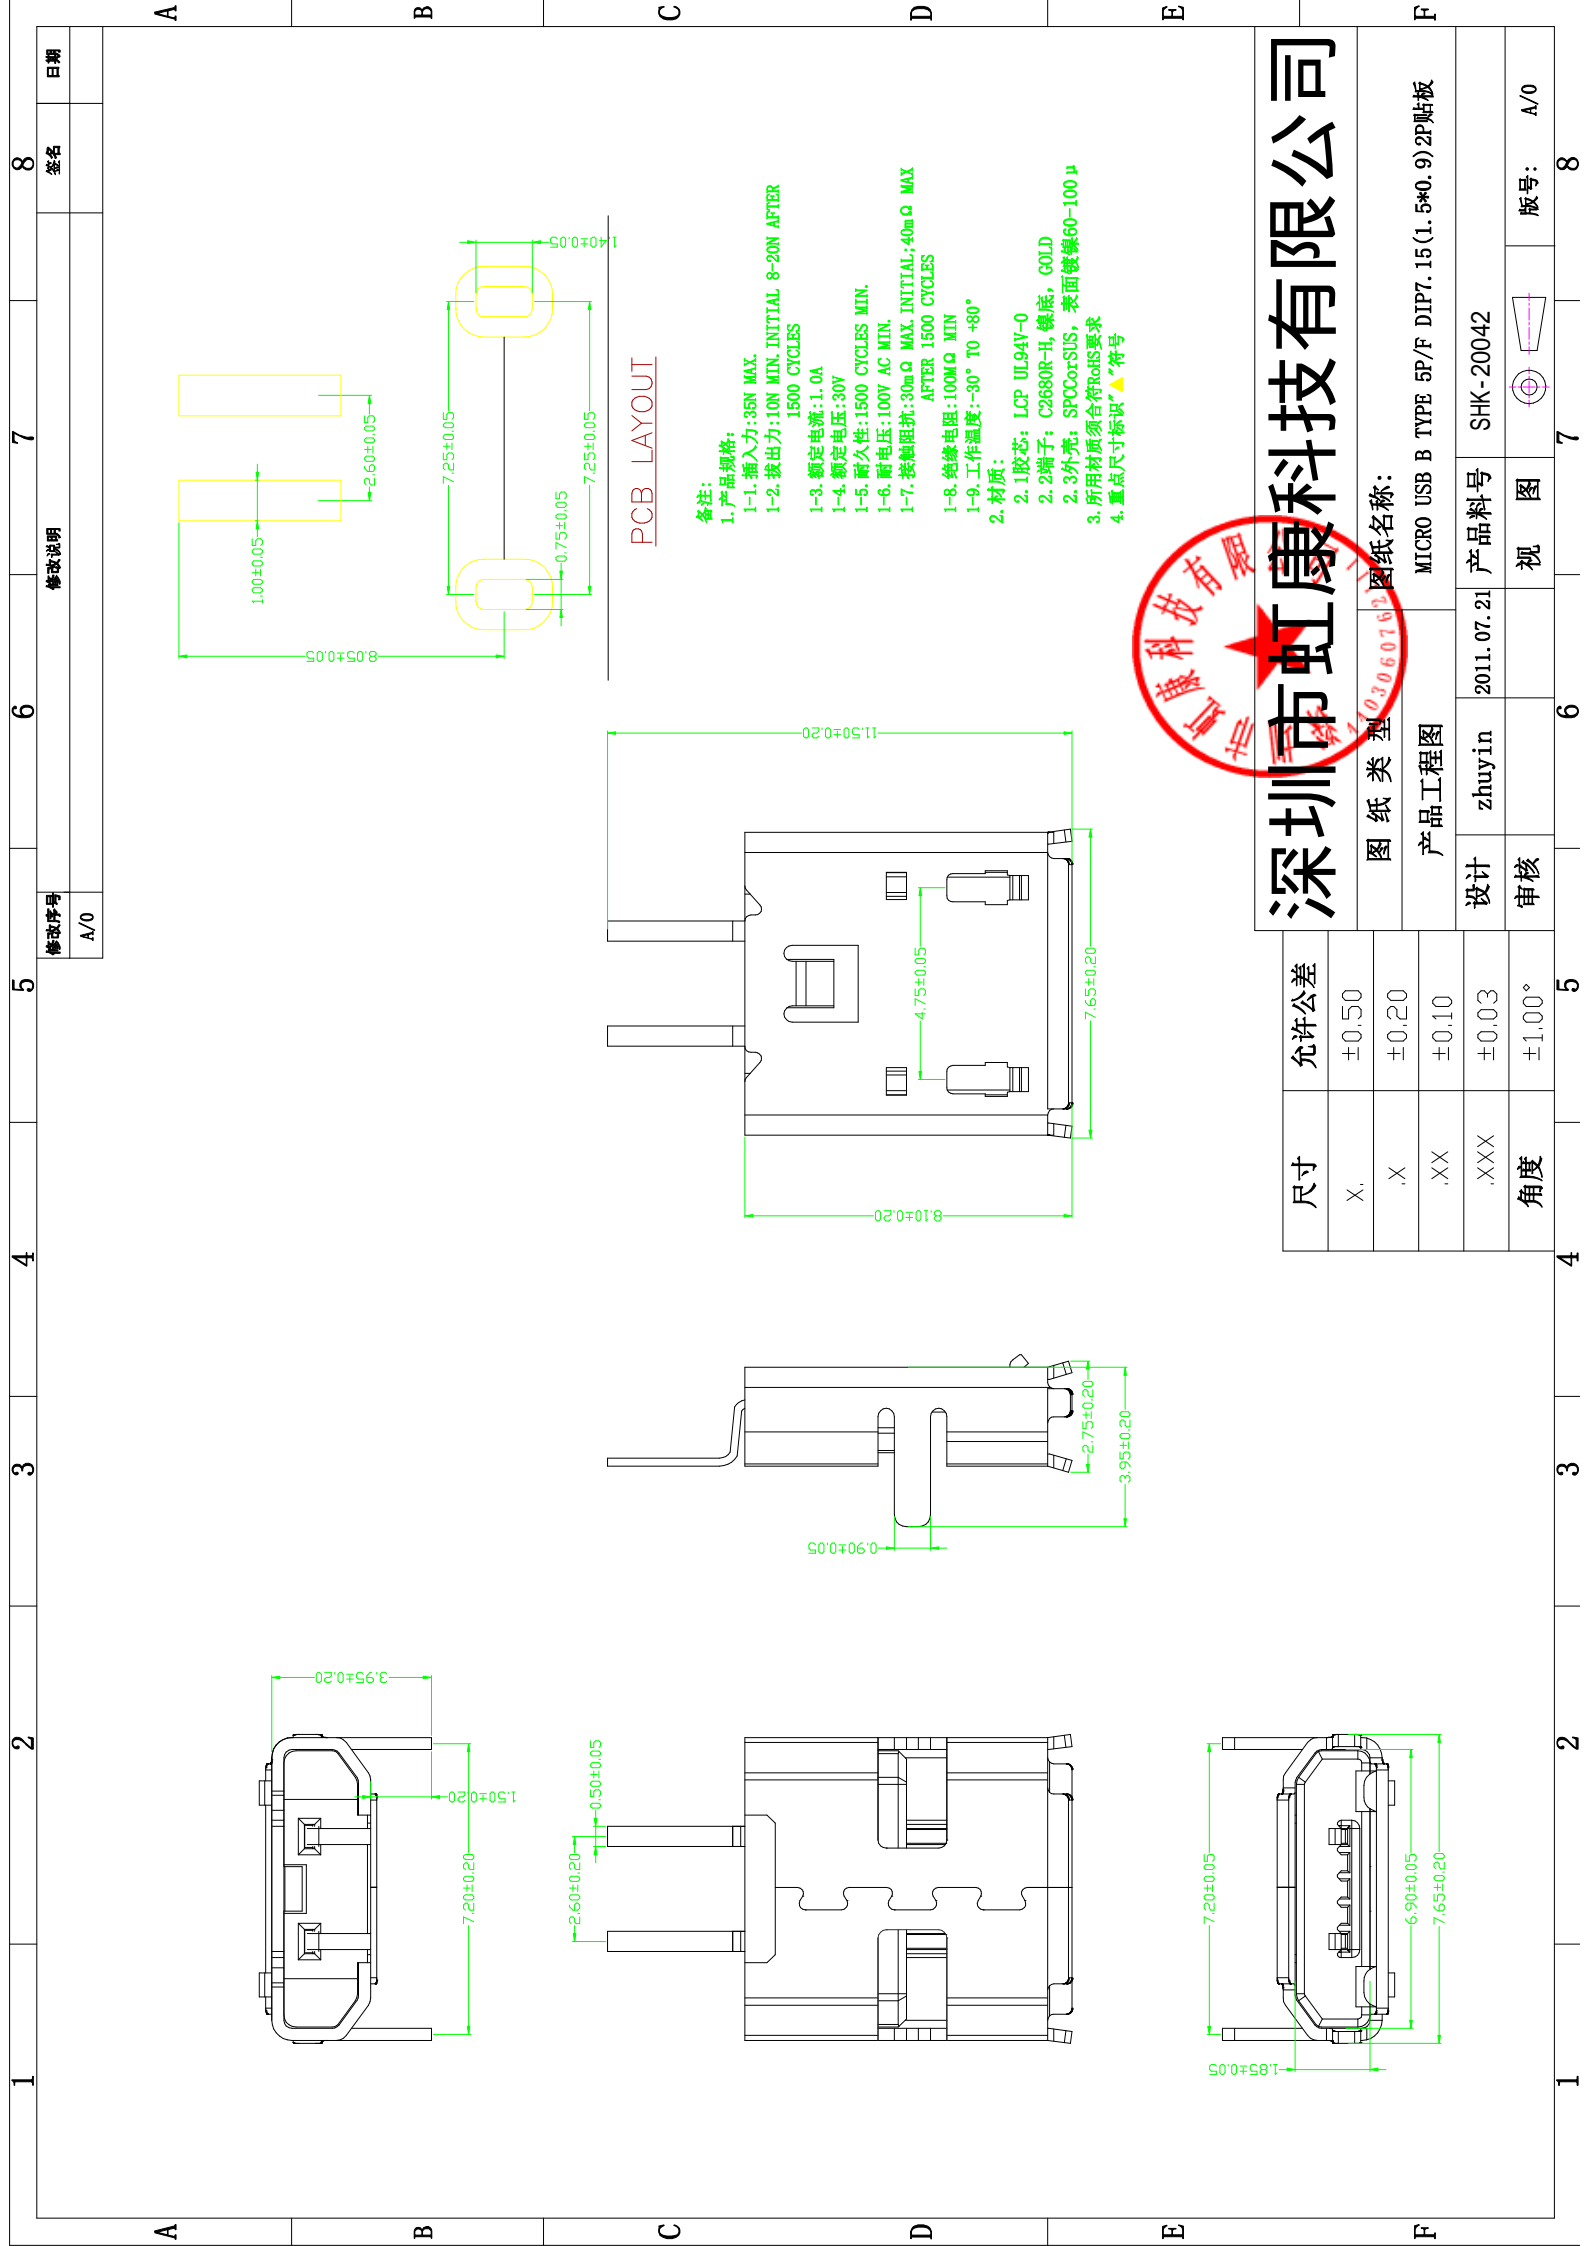 1 2 3 4 5 6 7 8
A
B
C
D
E
F
修改序号 修改说明 签名 日期
A/0
3.95±0.20
1.50±0.20
7.20±0.20
0.50±0.05
2.60±0.20
7.20±0.05
6.90±0.05
7.65±0.20
1.85±0.05
0.90±0.05
2.75±0.20
3.95±0.20
11.50±0.20
4.75±0.05
7.65±0.20
8.10±0.20
1.00±0.05
2.60±0.05
8.05±0.05
7.25±0.05
1.40±0.05
0.75±0.05
7.25±0.05
PCB LAYOUT
备注:
1.产品规格:
1-1.插入力:35N MAX.
1-2.拔出力:10N MIN.INITIAL 8-20N AFTER
1500 CYCLES
1-3.额定电流:1.0A
1-4.额定电压:30V
1-5.耐久性:1500 CYCLES MIN.
1-6.耐电压:100V AC MIN.
1-7.接触阻抗:30mΩ MAX.INITIAL;40mΩ MAX
AFTER 1500 CYCLES
1-8.绝缘电阻:100MΩ MIN
1-9.工作温度:-30° TO +80°
2.材质:
2.1胶芯: LCP UL94V-0
2.2端子: C2680R-H,镍底, GOLD
2.3外壳: SPCCorSUS, 表面镀镍60-100μ
3.所用材质须合符RoHS要求
4.重点尺寸标识"▲"符号
尺寸 允许公差
X. ±0.50
.X ±0.20
.XX ±0.10
.XXX ±0.03
角度 ±1.00°
深圳市虹康科技有限公司
图纸类型 图纸名称:
产品工程图 MICRO USB B TYPE 5P/F DIP7.15(1.5*0.9)2P贴板
设计 zhuyin 2011.07.21 产品料号 SHK-20042
审核 视图 版号: A/0
市虹康科技有限
1 2 3 4 5 6 7 8
A
B
C
D
E
F